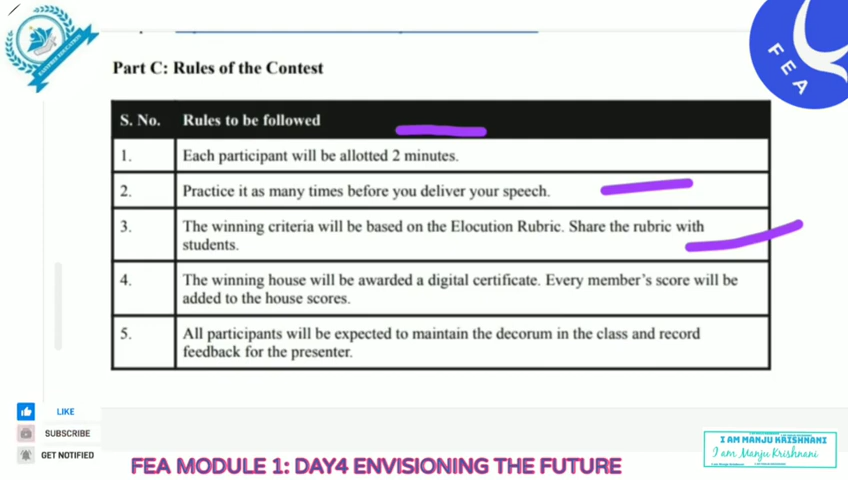 FEA
Part C: Rules of the Contest
S. No. Rules to be followed
1. Each participant will be allotted 2 minutes.
2. Practice it as many times before you deliver your speech.
3. The winning criteria will be based on the Elocution Rubric. Share the rubric with
students.
4. The winning house will be awarded a digital certificate. Every member's score will be
added to the house scores.
5. All participants will be expected to maintain the decorum in the class and record
feedback for the presenter.
LIKE
SUBSCRIBE
GET NOTIFIED
I AM MANJU KRISHNANI
I am Manju Krishnani
FEA MODULE 1: DAY4 ENVISIONING THE FUTURE